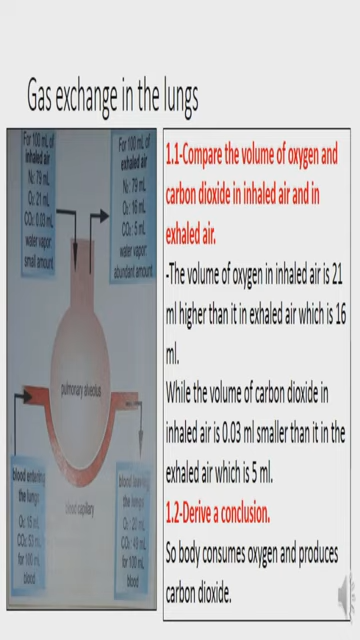 Gas exchange in the lungs
For 100 mL of
inhaled air
N₂: 79 mL
O₂: 21 mL
CO₂: 0.03 mL
water vapor:
small amount
For 100 mL of
exhaled air
N₂: 79 mL
O₂: 16 mL
CO₂: 5 mL
water vapor:
abundant amount
pulmonary alveolus
blood entering
the lungs
O₂: 15 mL
CO₂: 53 mL
for 100 mL
blood
blood capillary
blood leaving
the lungs
O₂: 20 mL
CO₂: 49 mL
for 100 mL
blood
1.1-Compare the volume of oxygen and
carbon dioxide in inhaled air and in
exhaled air.
-The volume of oxygen in inhaled air is 21
ml higher than it in exhaled air which is 16
ml.
While the volume of carbon dioxide in
inhaled air is 0.03 ml smaller than it in the
exhaled air which is 5 ml.
1.2-Derive a conclusion.
So body consumes oxygen and produces
carbon dioxide.